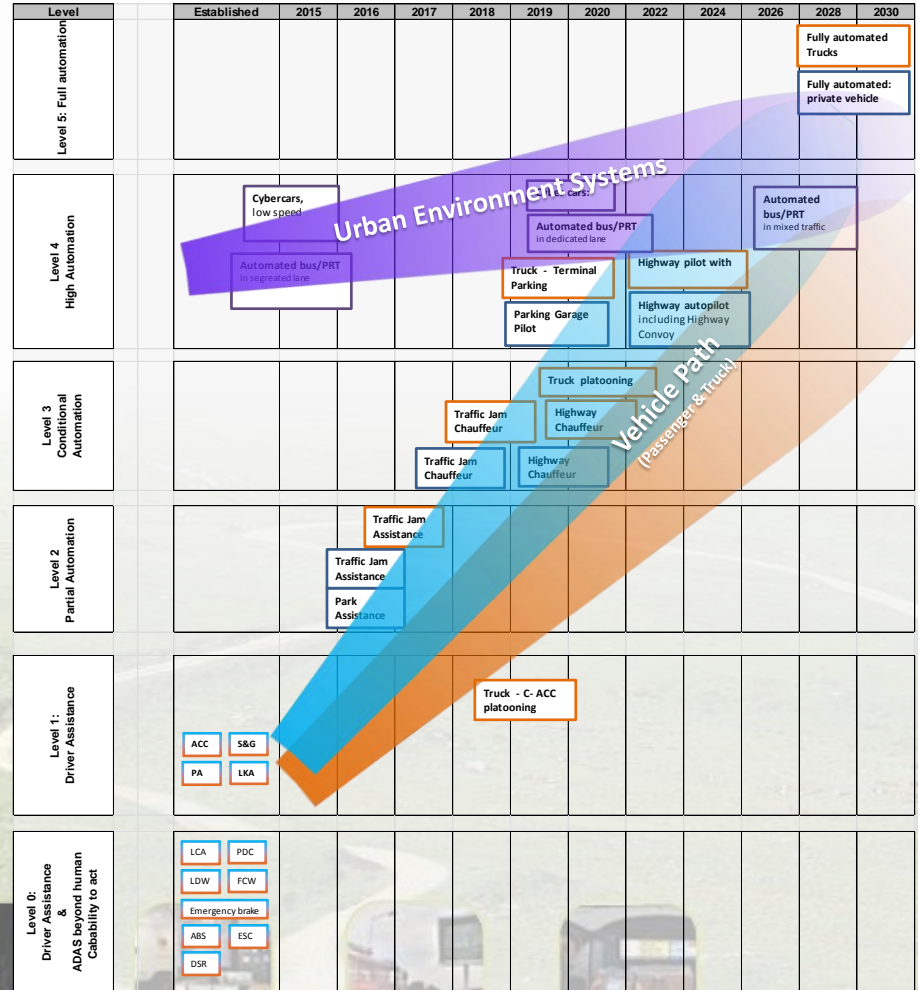 Level Established 2015 2016 2017 2018 2019 2020 2022 2024 2026 2028 2030
Level 5: Full automation
Fully automated
Trucks
Fully automated:
private vehicle
Urban Environment Systems
Level 4
High Automation
Cybercars,
low speed
Automated bus/PRT
in segreated lane
cars:
Automated bus/PRT
in dedicated lane
Truck - Terminal
Parking
Parking Garage
Pilot
Highway pilot with
Highway autopilot
including Highway
Convoy
Automated
bus/PRT
in mixed traffic
Vehicle Path
(Passenger & Truck)
Level 3
Conditional
Automation
Truck platooning
Traffic Jam
Chauffeur
Highway
Chauffeur
Traffic Jam
Chauffeur
Highway
Chauffeur
Level 2
Partial Automation
Traffic Jam
Assistance
Traffic Jam
Assistance
Park
Assistance
Level 1:
Driver Assistance
Truck - C- ACC
platooning
ACC S&G
PA LKA
Level 0:
Driver Assistance
&
ADAS beyond human
Cabability to act
LCA PDC
LDW FCW
Emergency brake
ABS ESC
DSR